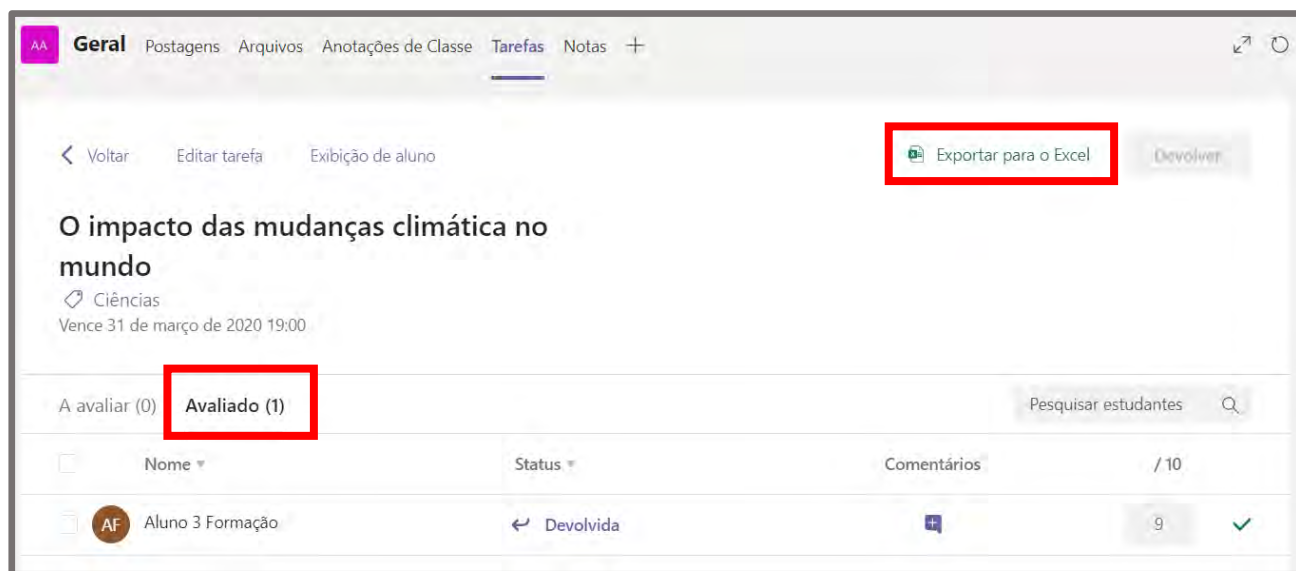 AA Geral Postagens Arquivos Anotações de Classe Tarefas Notas
Voltar Editar tarefa Exibição de aluno Exportar para o Excel Devolver
O impacto das mudanças climática no
mundo
Ciências
Vence 31 de março de 2020 19:00
A avaliar (0) Avaliado (1) Pesquisar estudantes
Nome Status Comentários / 10
AF Aluno 3 Formação Devolvida 9